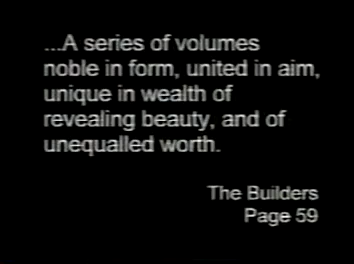 ...A series of volumes
noble in form, united in aim,
unique in wealth of
revealing beauty, and of
unequalled worth.
The Builders
Page 59